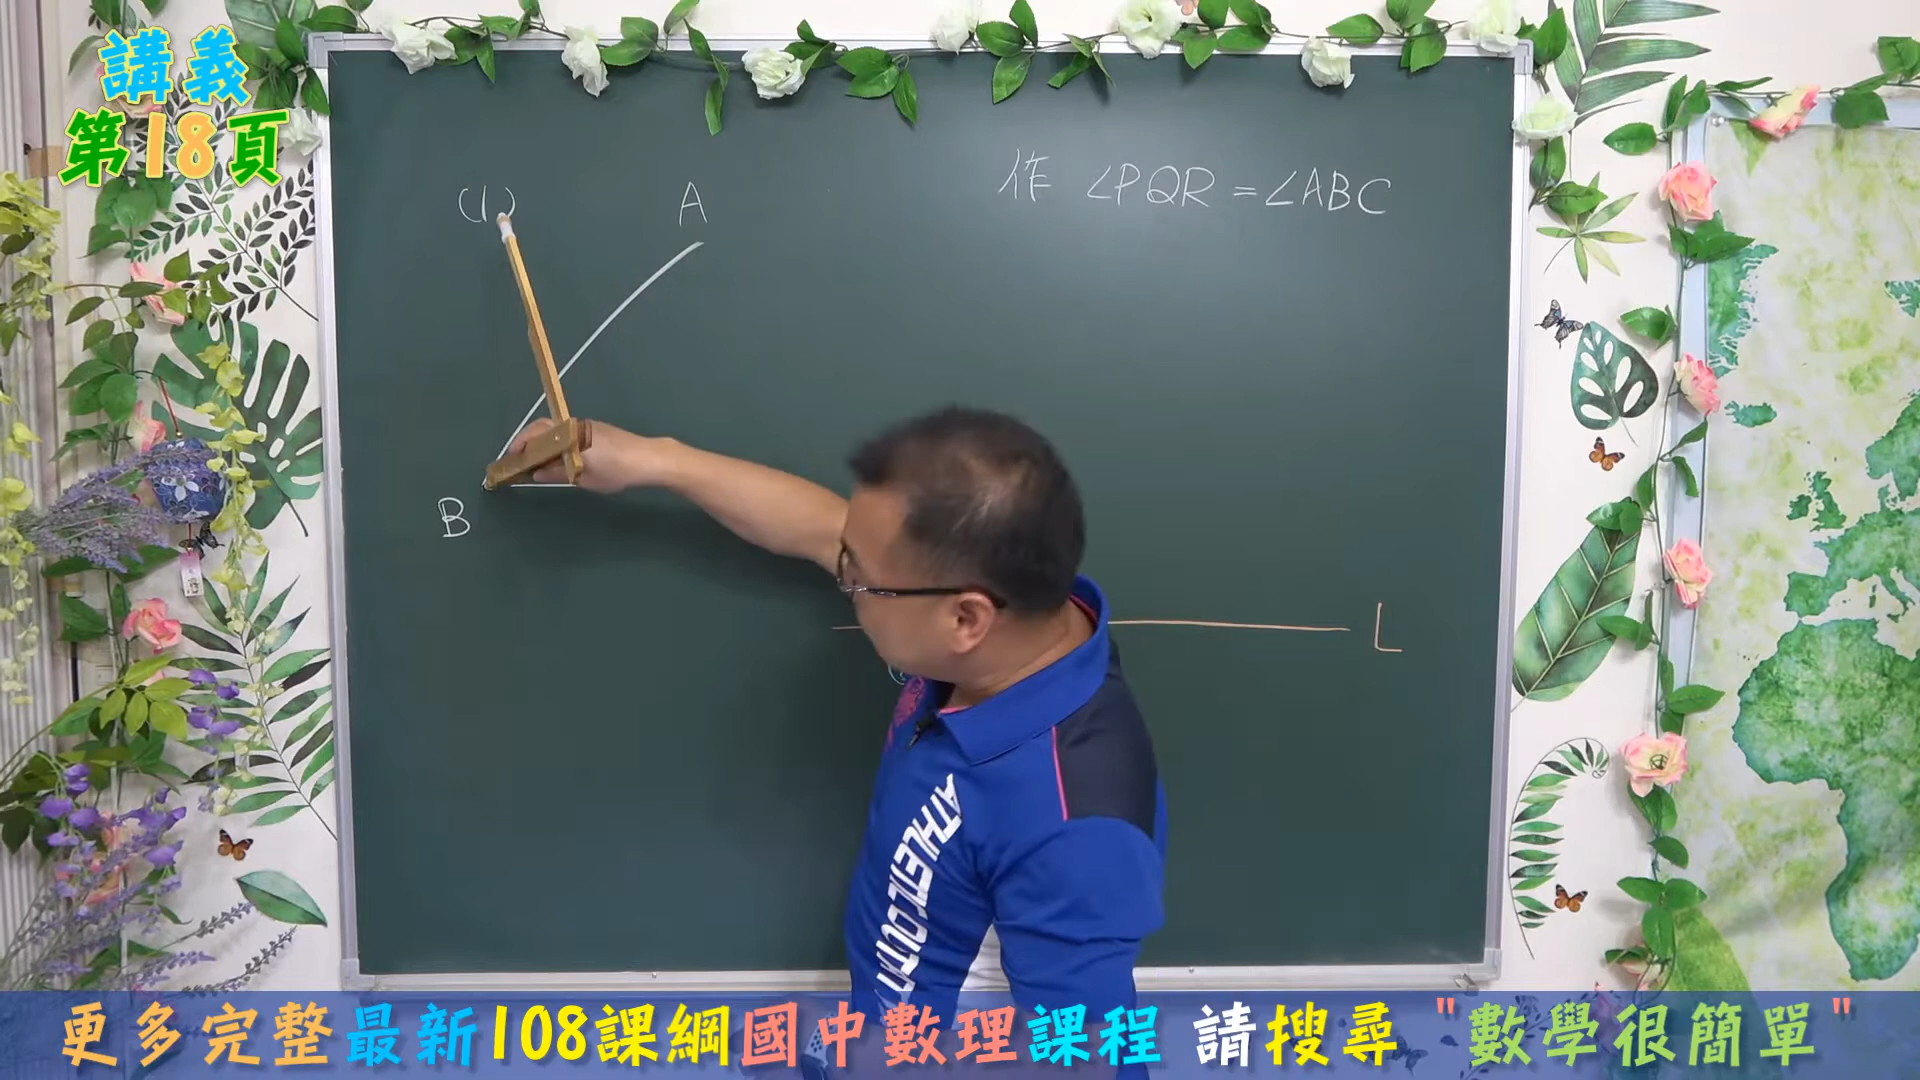 講義
第18頁
(1)
A
作 ∠PQR=∠ABC
B
L
ATHLETIC
更多完整最新108課綱國中數理課程 請搜尋"數學很簡單"